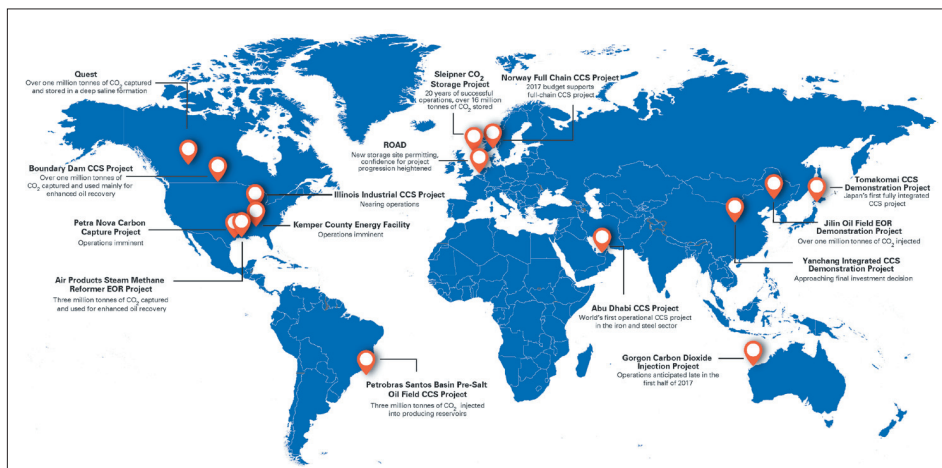 Quest
Over one million tonnes of CO₂ captured
and stored in a deep saline formation
Boundary Dam CCS Project
Over one million tonnes of
CO₂ captured and used mainly for
enhanced oil recovery
Petra Nova Carbon
Capture Project
Operations imminent
Air Products Steam Methane
Reformer EOR Project
Three million tonnes of CO₂ captured
and used for enhanced oil recovery
Illinois Industrial CCS Project
Nearing operations
Kemper County Energy Facility
Operations imminent
Petrobras Santos Basin Pre-Salt
Oil Field CCS Project
Three million tonnes of CO₂ injected
into producing reservoirs
Sleipner CO₂
Storage Project
20 years of successful
operations, over 16 million
tonnes of CO₂ stored
Norway Full Chain CCS Project
2017 budget supports
full-chain CCS project
ROAD
New storage site permitting,
confidence for project
progression heightened
Abu Dhabi CCS Project
World's first operational CCS project
in the iron and steel sector
Tomakomai CCS
Demonstration Project
Japan's first fully integrated
CCS project
Jilin Oil Field EOR
Demonstration Project
Over one million tonnes of CO₂ injected
Yanchang Integrated CCS
Demonstration Project
Approaching final investment decision
Gorgon Carbon Dioxide
Injection Project
Operations anticipated late in the
first half of 2017